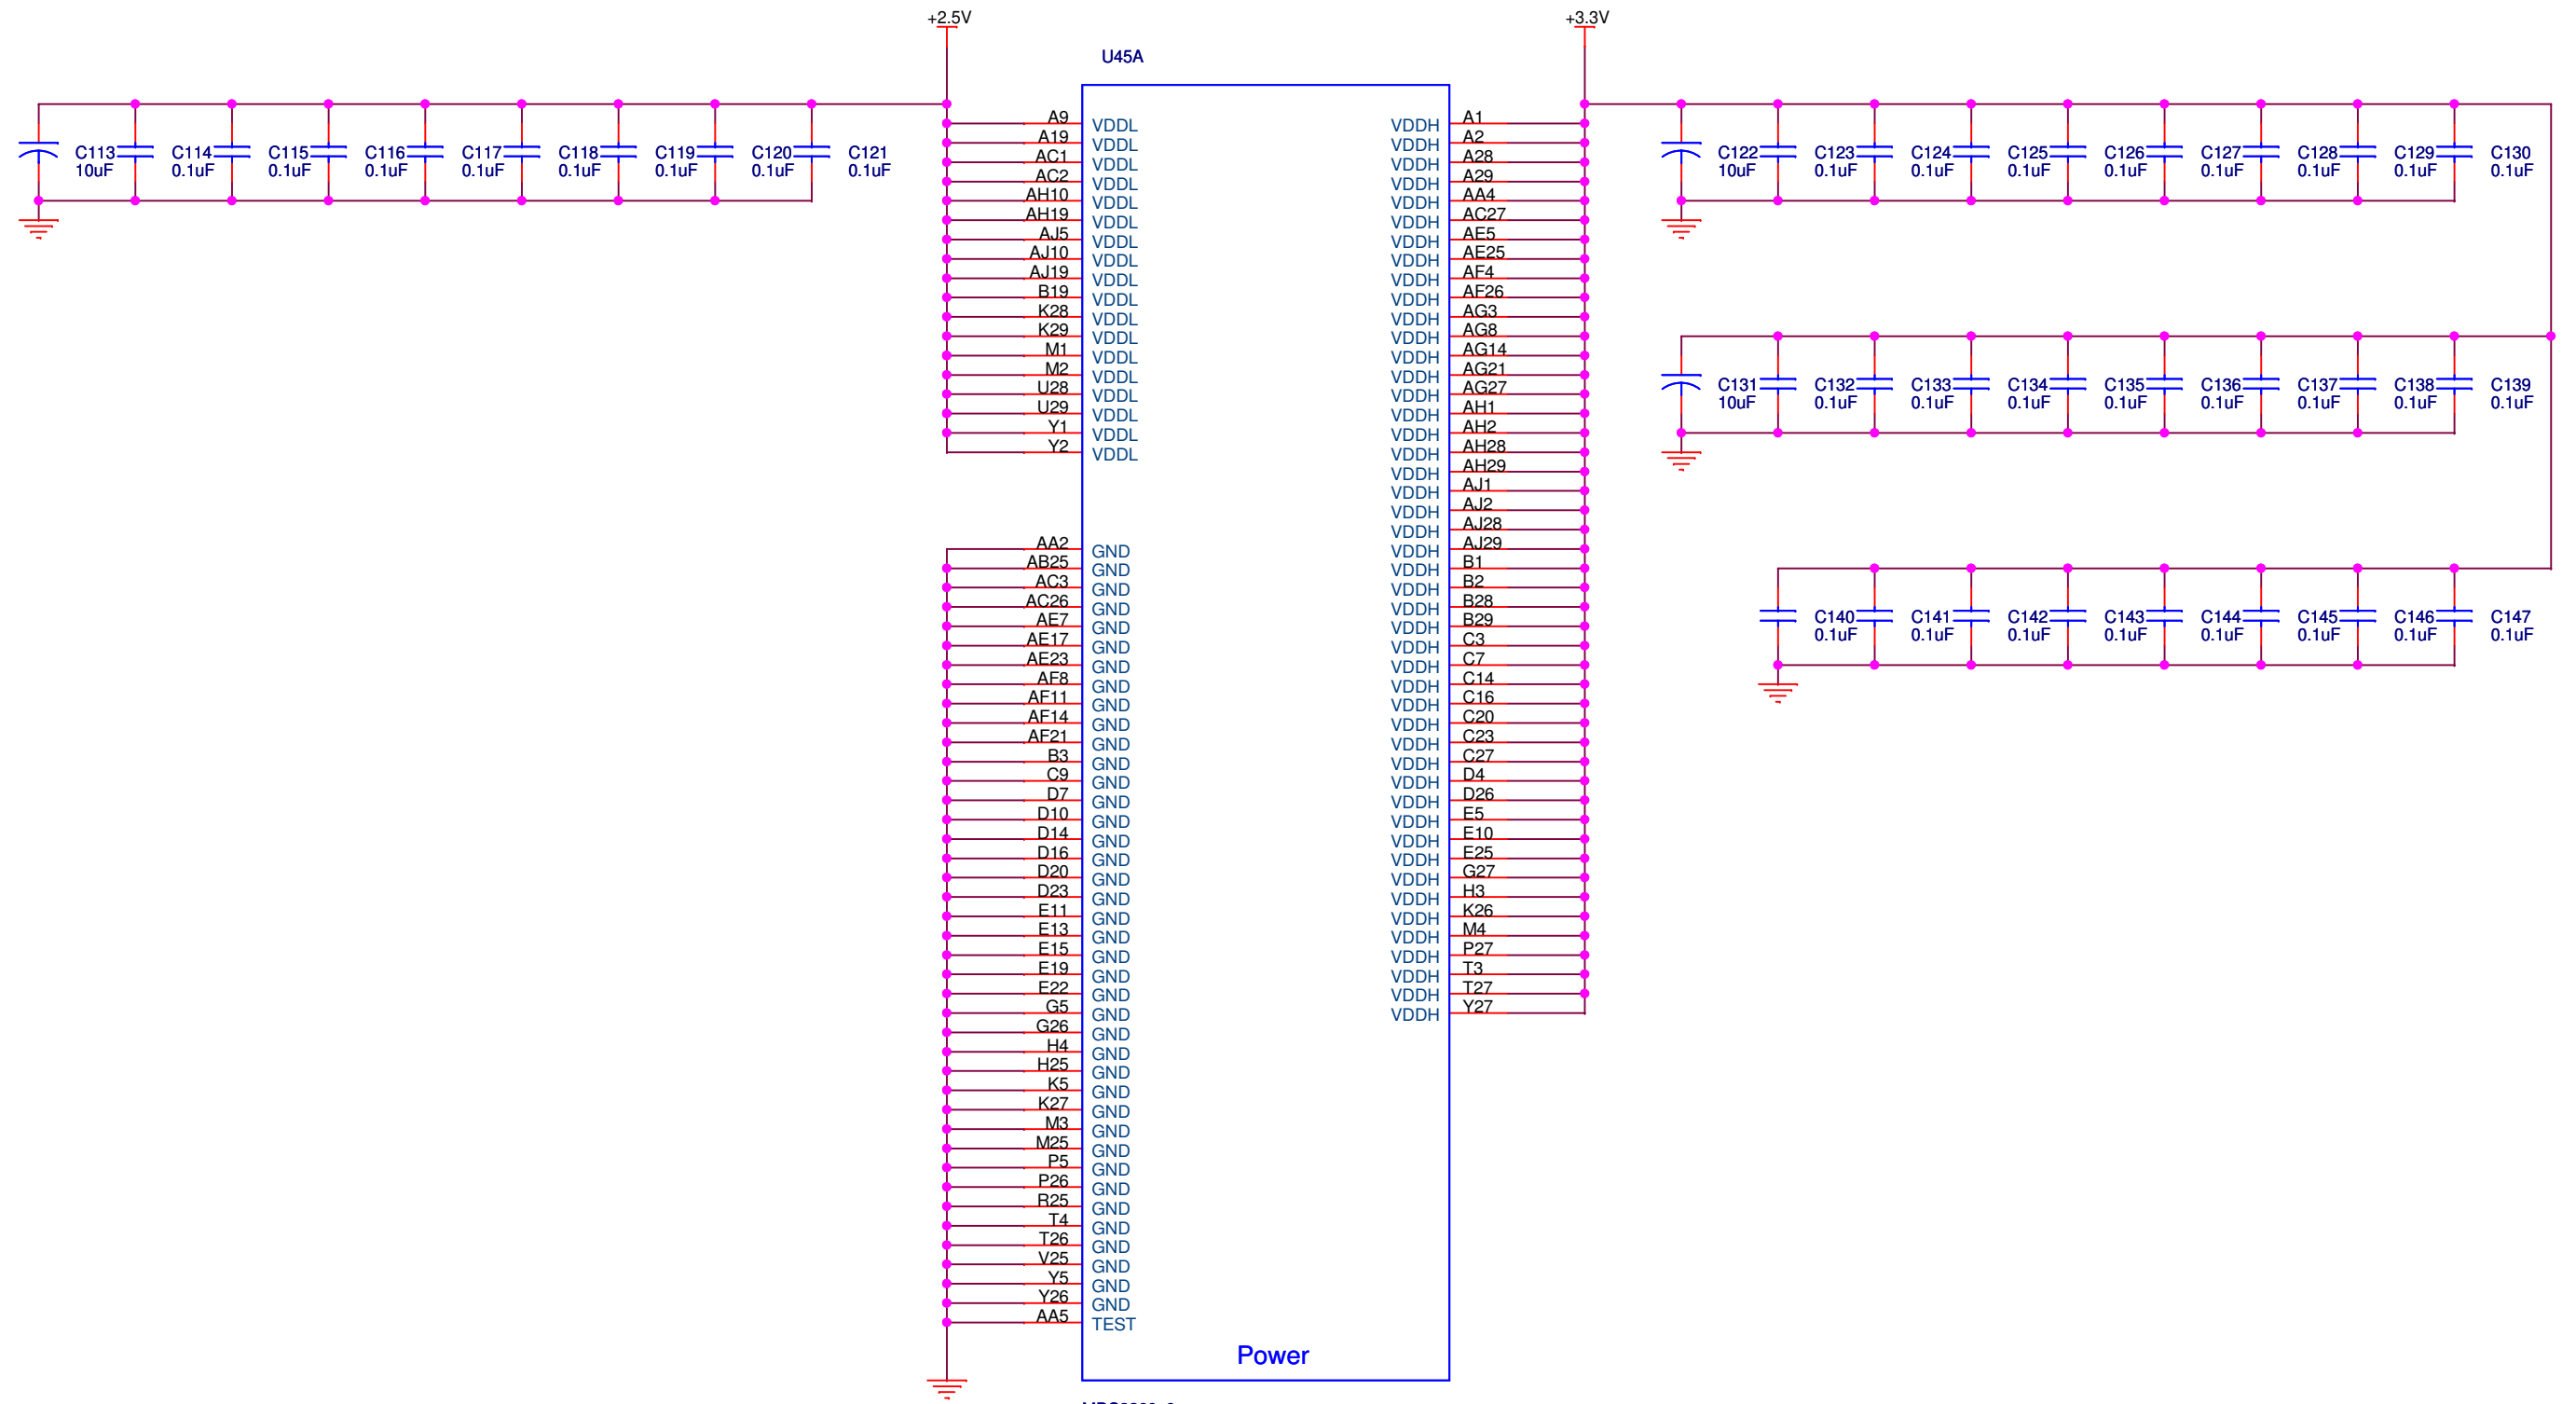 +2.5V
+3.3V
U45A
C113 C114 C115 C116 C117 C118 C119 C120 C121
10uF 0.1uF 0.1uF 0.1uF 0.1uF 0.1uF 0.1uF 0.1uF 0.1uF
A9 VDDL
A19 VDDL
AC1 VDDL
AC2 VDDL
AH10 VDDL
AH19 VDDL
AJ5 VDDL
AJ10 VDDL
AJ19 VDDL
B19 VDDL
K28 VDDL
K29 VDDL
M1 VDDL
M2 VDDL
U28 VDDL
U29 VDDL
Y1 VDDL
Y2 VDDL
AA2 GND
AB25 GND
AC3 GND
AC26 GND
AE7 GND
AE17 GND
AE23 GND
AF8 GND
AF11 GND
AF14 GND
AF21 GND
B3 GND
C9 GND
D7 GND
D10 GND
D14 GND
D16 GND
D20 GND
D23 GND
E11 GND
E13 GND
E15 GND
E19 GND
E22 GND
G5 GND
G26 GND
H4 GND
H25 GND
K5 GND
K27 GND
M3 GND
M25 GND
P5 GND
P26 GND
R25 GND
T4 GND
T26 GND
V25 GND
Y5 GND
Y26 GND
AA5 TEST
VDDH A1
VDDH A2
VDDH A28
VDDH A29
VDDH AA4
VDDH AC27
VDDH AE5
VDDH AE25
VDDH AF4
VDDH AF26
VDDH AG3
VDDH AG8
VDDH AG14
VDDH AG21
VDDH AG27
VDDH AH1
VDDH AH2
VDDH AH28
VDDH AH29
VDDH AJ1
VDDH AJ2
VDDH AJ28
VDDH AJ29
VDDH B1
VDDH B2
VDDH B28
VDDH B29
VDDH C3
VDDH C7
VDDH C14
VDDH C16
VDDH C20
VDDH C23
VDDH C27
VDDH D4
VDDH D26
VDDH E5
VDDH E10
VDDH E25
VDDH G27
VDDH H3
VDDH K26
VDDH M4
VDDH P27
VDDH T3
VDDH T27
VDDH Y27
C122 C123 C124 C125 C126 C127 C128 C129 C130
10uF 0.1uF 0.1uF 0.1uF 0.1uF 0.1uF 0.1uF 0.1uF 0.1uF
C131 C132 C133 C134 C135 C136 C137 C138 C139
10uF 0.1uF 0.1uF 0.1uF 0.1uF 0.1uF 0.1uF 0.1uF 0.1uF
C140 C141 C142 C143 C144 C145 C146 C147
0.1uF 0.1uF 0.1uF 0.1uF 0.1uF 0.1uF 0.1uF 0.1uF
Power